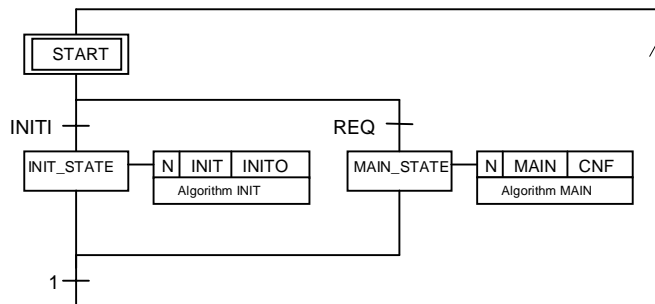 START
INITI
REQ
INIT_STATE
N INIT INITO
Algorithm INIT
MAIN_STATE
N MAIN CNF
Algorithm MAIN
1